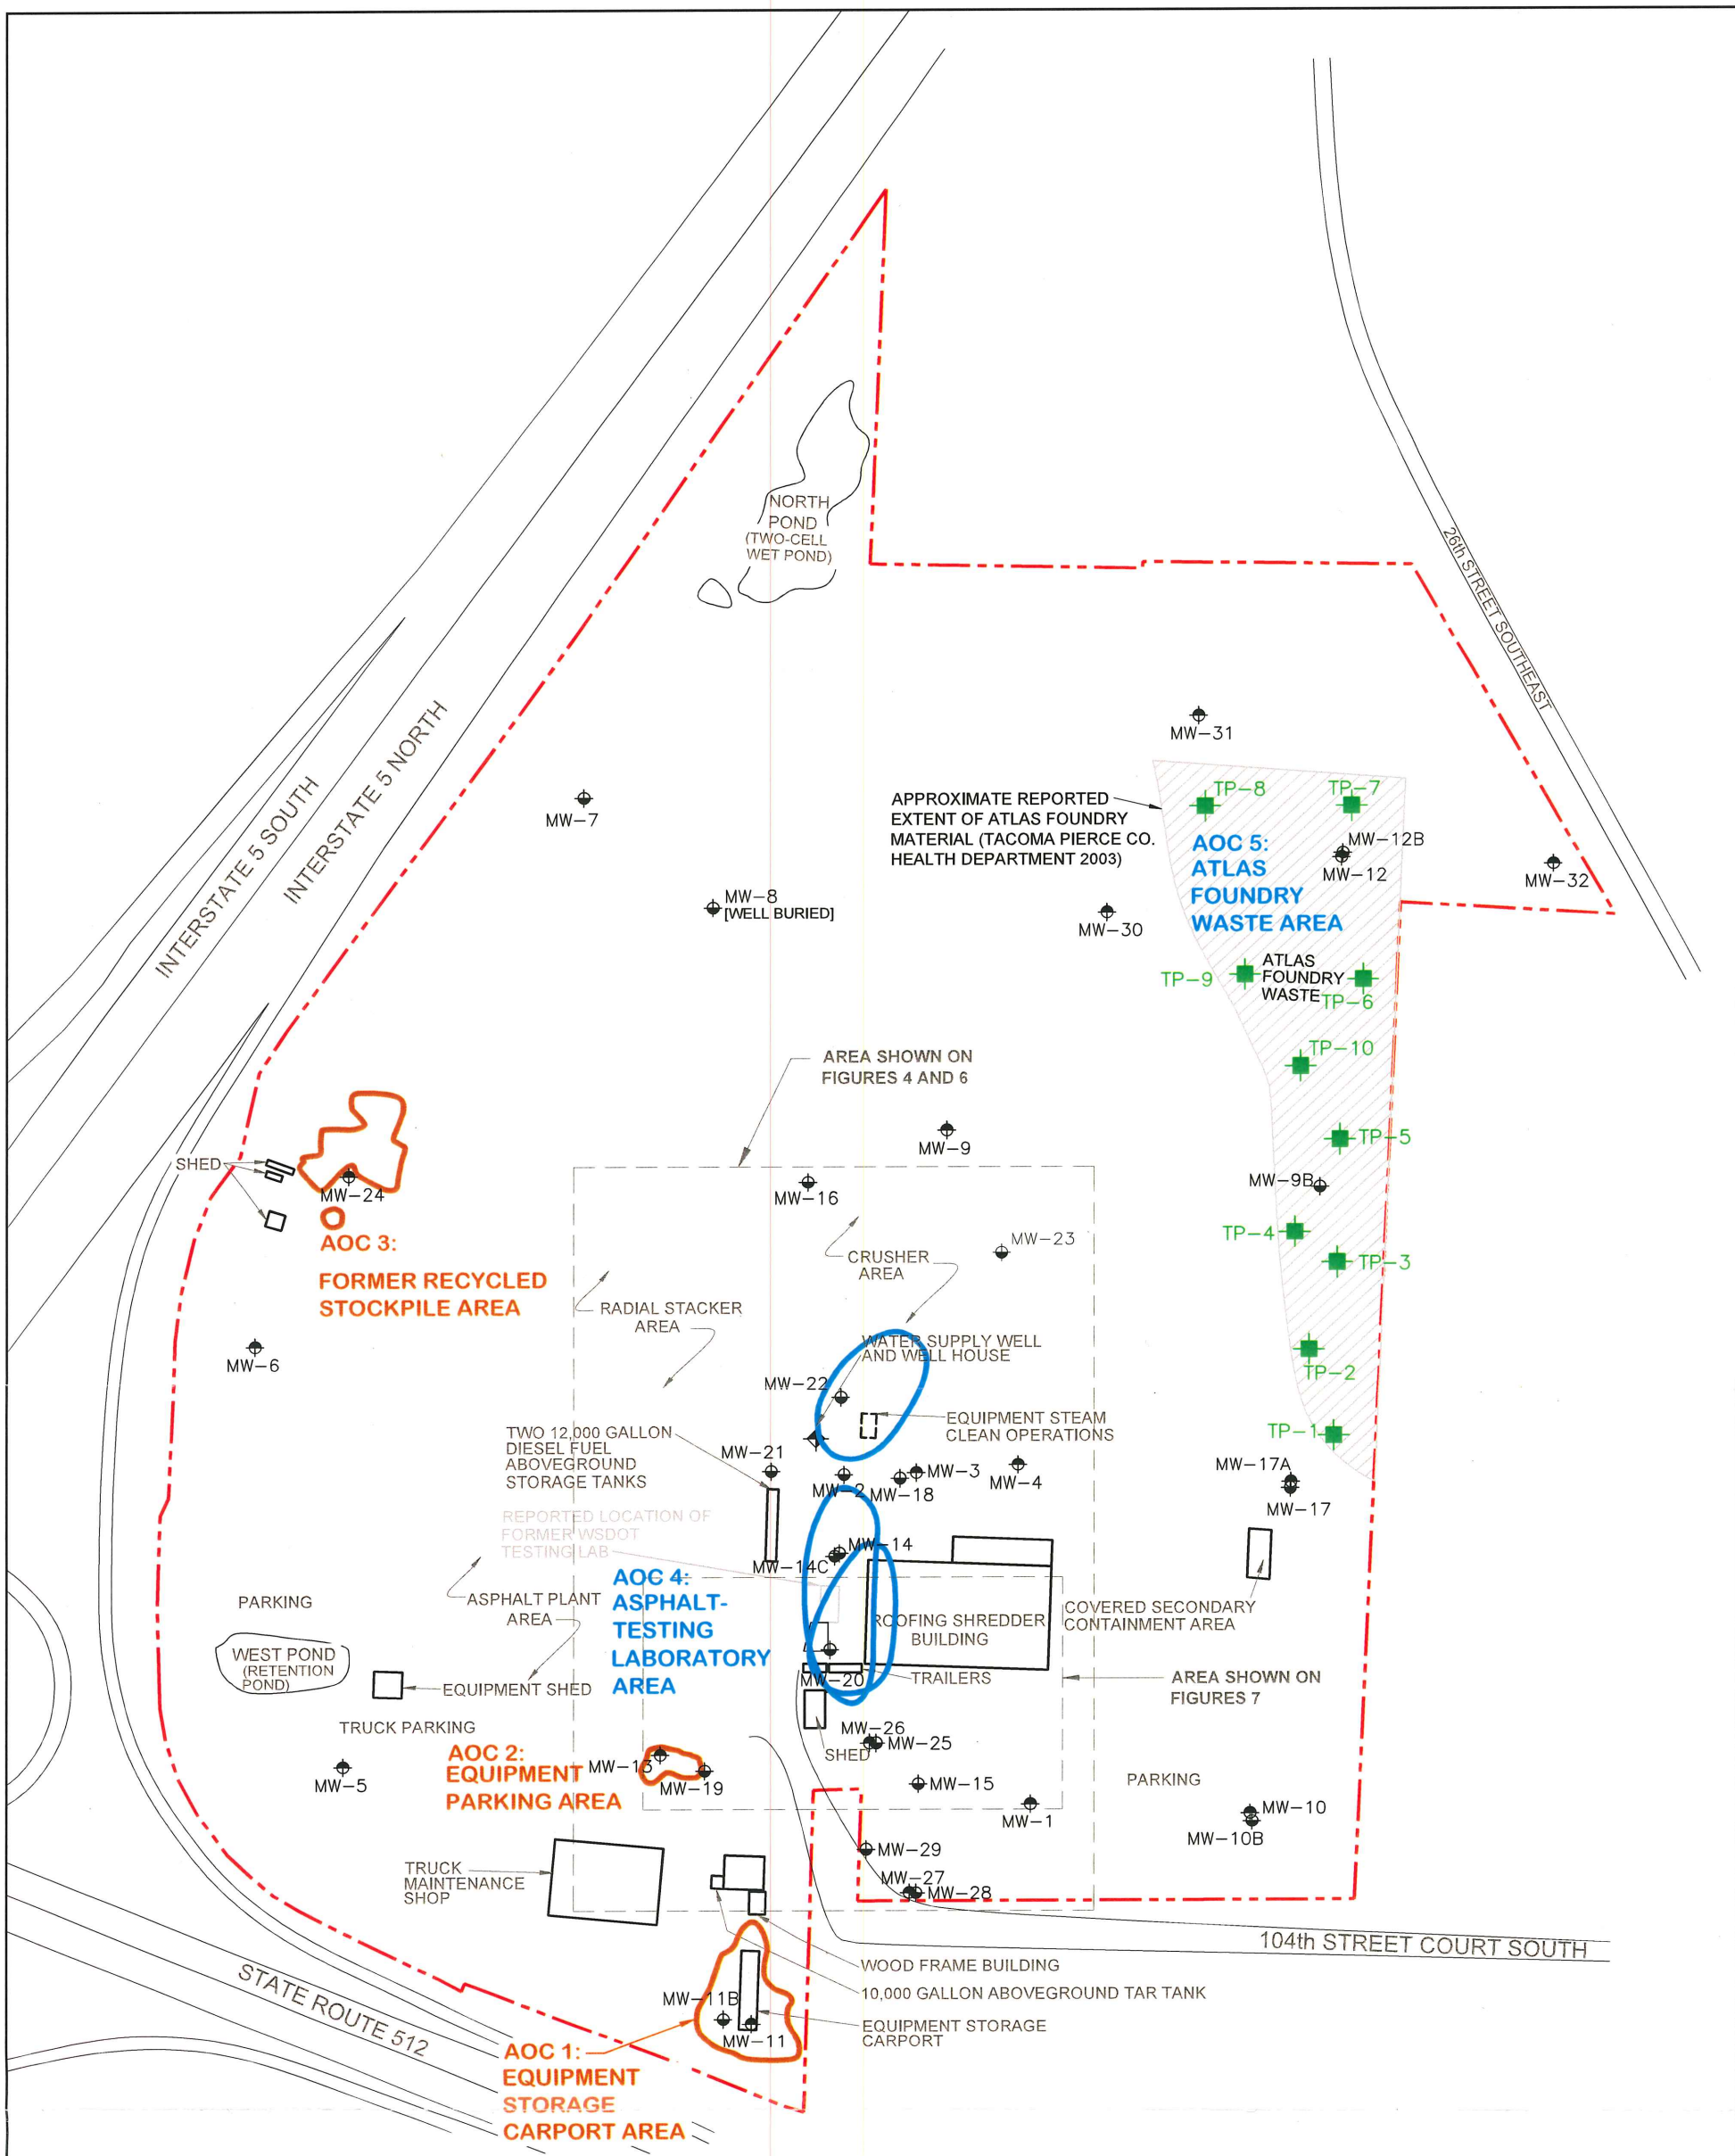 NORTH
POND
(TWO-CELL
WET POND)
26th STREET SOUTHEAST
INTERSTATE 5 NORTH
INTERSTATE 5 SOUTH
MW-31
MW-7
APPROXIMATE REPORTED
EXTENT OF ATLAS FOUNDRY
MATERIAL (TACOMA PIERCE CO.
HEALTH DEPARTMENT 2003)
TP-8
TP-7
AOC 5:
ATLAS
FOUNDRY
WASTE AREA
MW-12B
MW-12
MW-32
MW-8
[WELL BURIED]
MW-30
TP-9
ATLAS
FOUNDRY
WASTE
TP-6
TP-10
AREA SHOWN ON
FIGURES 4 AND 6
MW-9
TP-5
SHED
MW-24
MW-16
MW-9B
AOC 3:
FORMER RECYCLED
STOCKPILE AREA
CRUSHER
AREA
MW-23
TP-4
TP-3
RADIAL STACKER
AREA
MW-6
WATER SUPPLY WELL
AND WELL HOUSE
TP-2
MW-22
EQUIPMENT STEAM
CLEAN OPERATIONS
TP-1
TWO 12,000 GALLON
DIESEL FUEL
ABOVEGROUND
STORAGE TANKS
MW-21
MW-2
MW-18
MW-3
MW-4
MW-17A
MW-17
REPORTED LOCATION OF
FORMER WSDOT
TESTING LAB
MW-14
MW-14C
AOC 4:
ASPHALT-
TESTING
LABORATORY
AREA
PARKING
ASPHALT PLANT
AREA
ROOFING SHREDDER
BUILDING
COVERED SECONDARY
CONTAINMENT AREA
WEST POND
(RETENTION
POND)
EQUIPMENT SHED
MW-20
TRAILERS
AREA SHOWN ON
FIGURES 7
TRUCK PARKING
MW-5
AOC 2:
EQUIPMENT
PARKING AREA
MW-13
MW-19
SHED
MW-26
MW-25
MW-15
MW-1
PARKING
MW-10
MW-10B
MW-29
MW-27
MW-28
TRUCK
MAINTENANCE
SHOP
104th STREET COURT SOUTH
WOOD FRAME BUILDING
10,000 GALLON ABOVEGROUND TAR TANK
EQUIPMENT STORAGE
CARPORT
MW-11B
MW-11
STATE ROUTE 512
AOC 1:
EQUIPMENT
STORAGE
CARPORT AREA